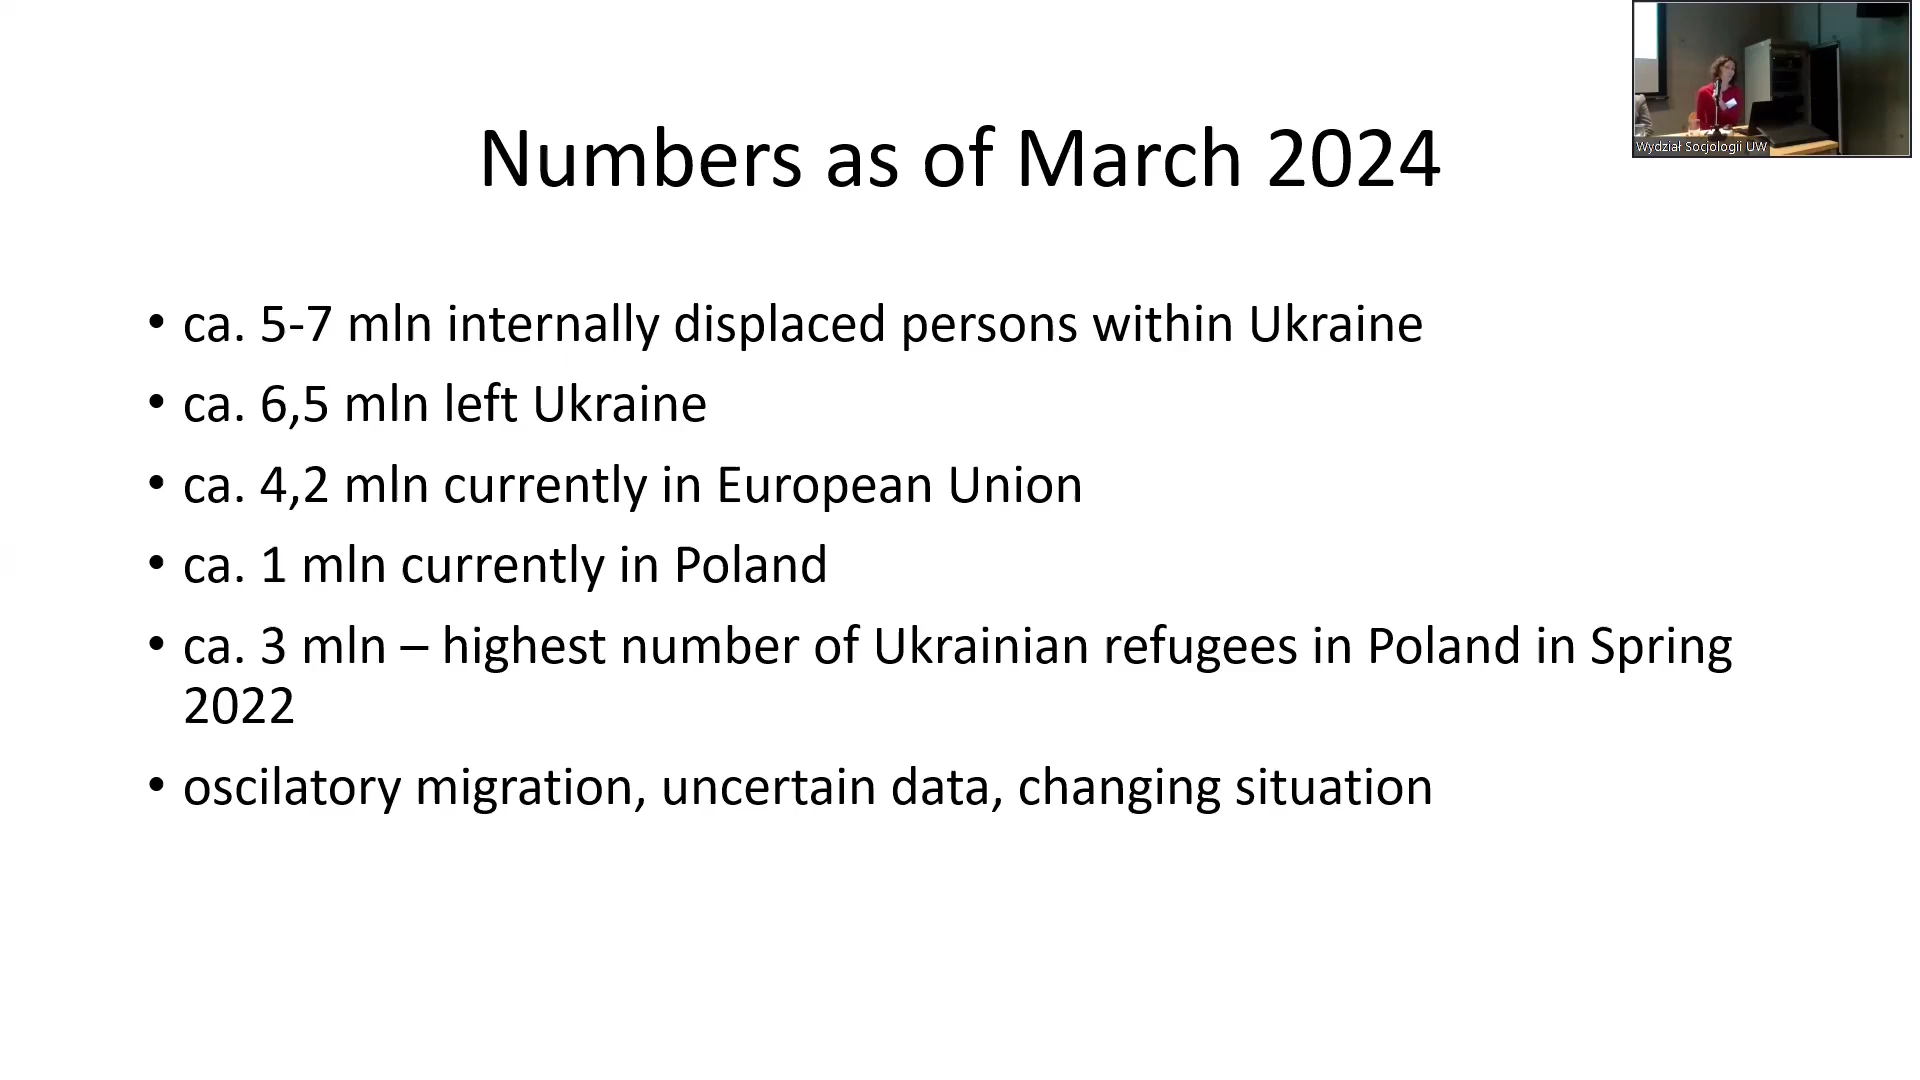 Wydział Socjologii UW
Numbers as of March 2024
• ca. 5-7 mln internally displaced persons within Ukraine
• ca. 6,5 mln left Ukraine
• ca. 4,2 mln currently in European Union
• ca. 1 mln currently in Poland
• ca. 3 mln – highest number of Ukrainian refugees in Poland in Spring
2022
• oscilatory migration, uncertain data, changing situation